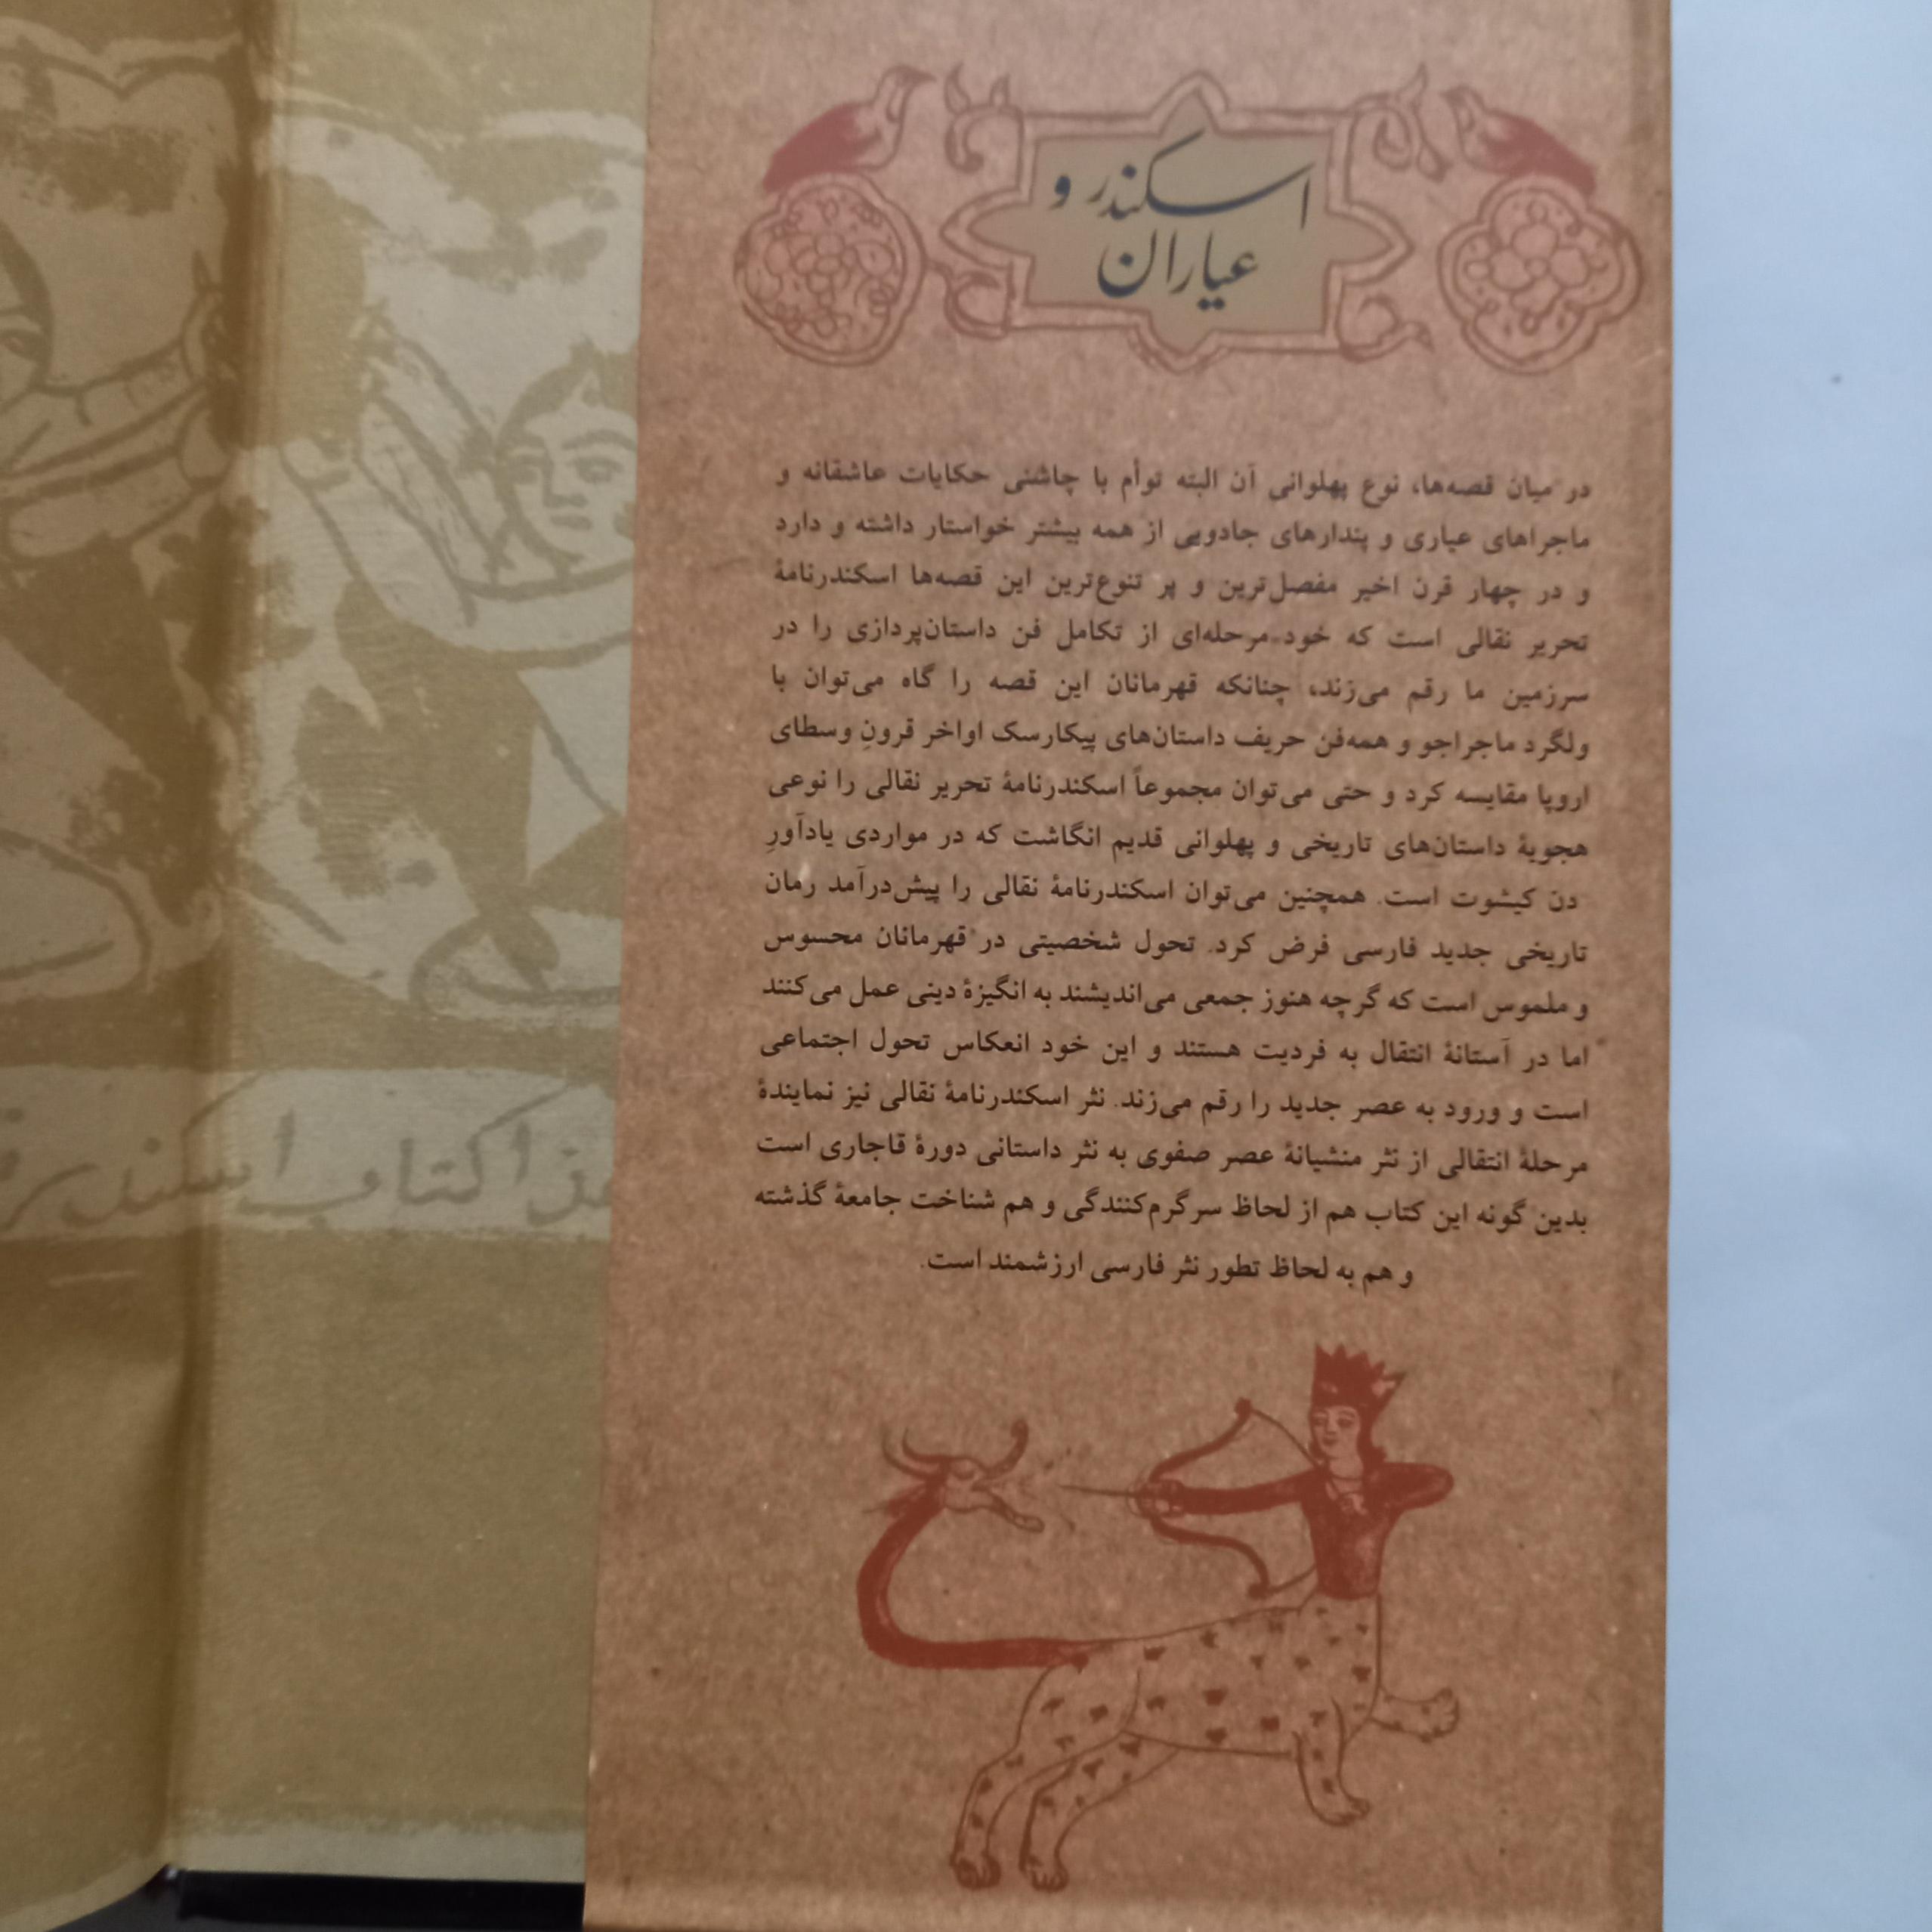 اسکندر و
عیاران
در میان قصه‌ها، نوع پهلوانی آن البته توأم با چاشنی حکایات عاشقانه و
ماجراهای عیاری و پندارهای جادویی از همه بیشتر خواستار داشته و دارد
و در چهار قرن اخیر مفصل‌ترین و پر تنوع‌ترین این قصه‌ها اسکندرنامهٔ
تحریر نقالی است که خود مرحله‌ای از تکامل فن داستان‌پردازی را در
سرزمین ما رقم می‌زند، چنانکه قهرمانان این قصه را گاه می‌توان با
ولگرد ماجراجو و همه‌فن حریف داستان‌های پیکارسک اواخر قرونِ وسطای
اروپا مقایسه کرد و حتی می‌توان مجموعاً اسکندرنامهٔ تحریر نقالی را نوعی
هجویهٔ داستان‌های تاریخی و پهلوانی قدیم انگاشت که در مواردی یادآورِ
دن کیشوت است. همچنین می‌توان اسکندرنامهٔ نقالی را پیش‌درآمد رمان
تاریخی جدید فارسی فرض کرد. تحول شخصیتی در قهرمانان محسوس
و ملموس است که گرچه هنوز جمعی می‌اندیشند به انگیزهٔ دینی عمل می‌کنند
اما در آستانهٔ انتقال به فردیت هستند و این خود انعکاس تحول اجتماعی
است و ورود به عصر جدید را رقم می‌زند. نثر اسکندرنامهٔ نقالی نیز نمایندهٔ
مرحلهٔ انتقالی از نثر منشیانهٔ عصر صفوی به نثر داستانی دورهٔ قاجاری است
بدین گونه این کتاب هم از لحاظ سرگرم‌کنندگی و هم شناخت جامعهٔ گذشته
و هم به لحاظ تطور نثر فارسی ارزشمند است.
کتاب